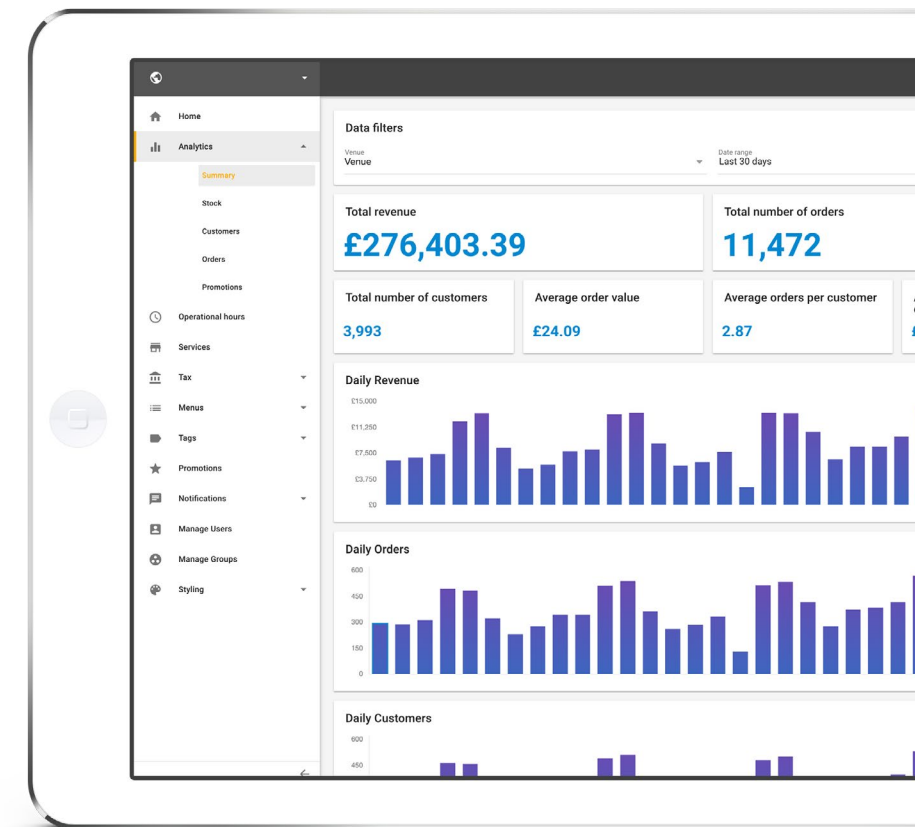 Home
Analytics
Summary
Stock
Customers
Orders
Promotions
Operational hours
Services
Tax
Menus
Tags
Promotions
Notifications
Manage Users
Manage Groups
Styling
Data filters
Venue
Venue
Date range
Last 30 days
Total revenue
£276,403.39
Total number of orders
11,472
Total number of customers
3,993
Average order value
£24.09
Average orders per customer
2.87
Daily Revenue
£15,000
£11,250
£7,500
£3,750
£0
Daily Orders
600
450
300
150
0
Daily Customers
600
450